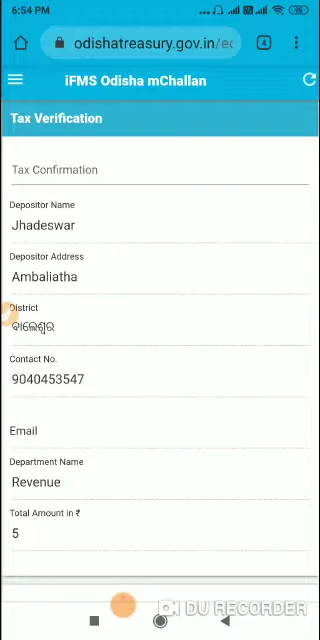 6:54 PM
95
odishatreasury.gov.in/ec
4
iFMS Odisha mChallan
Tax Verification
Tax Confirmation
Depositor Name
Jhadeswar
Depositor Address
Ambaliatha
District
ବାଲେଶ୍ୱର
Contact No.
9040453547
Email
Department Name
Revenue
Total Amount in ₹
5
DU RECORDER